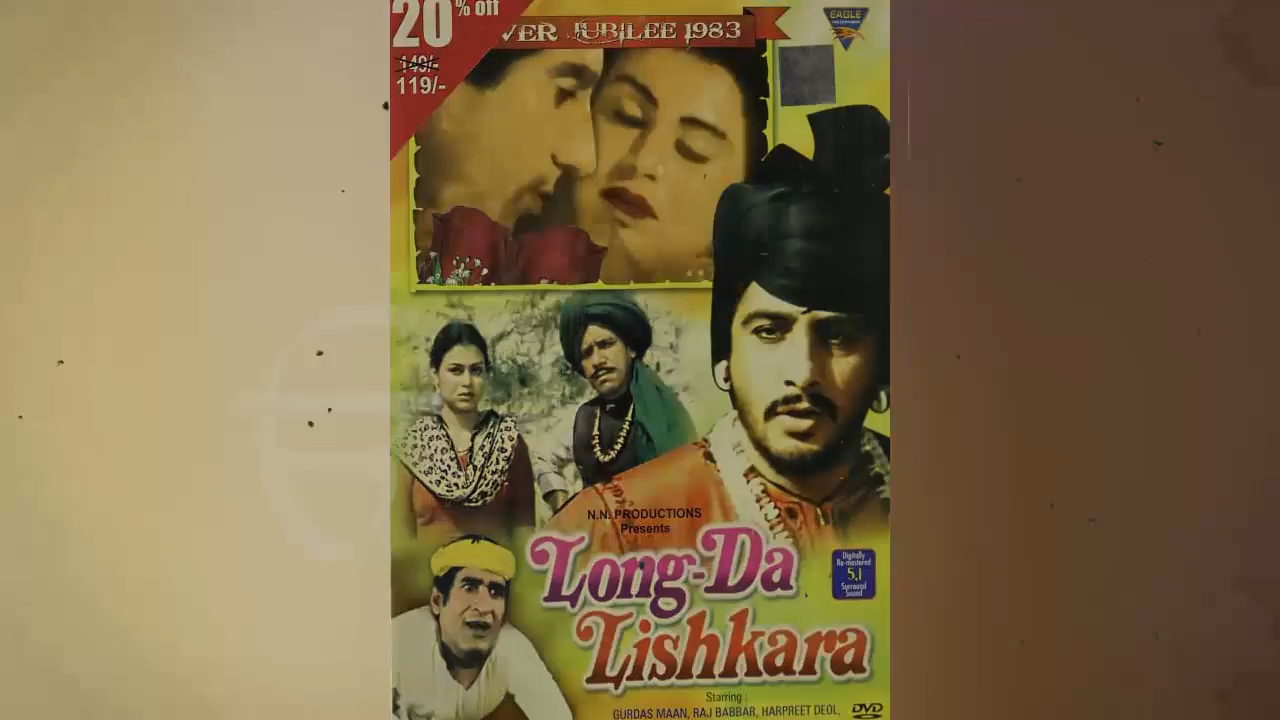 20% off
149/-
119/-
VER JUBILEE 1983
EAGLE
N.N. PRODUCTIONS
Presents
Long-Da
Lishkara
Digitally
Re-mastered
5.1
Surround
Sound
Starring :
GURDAS MAAN, RAJ BABBAR, HARPREET DEOL,
DVD